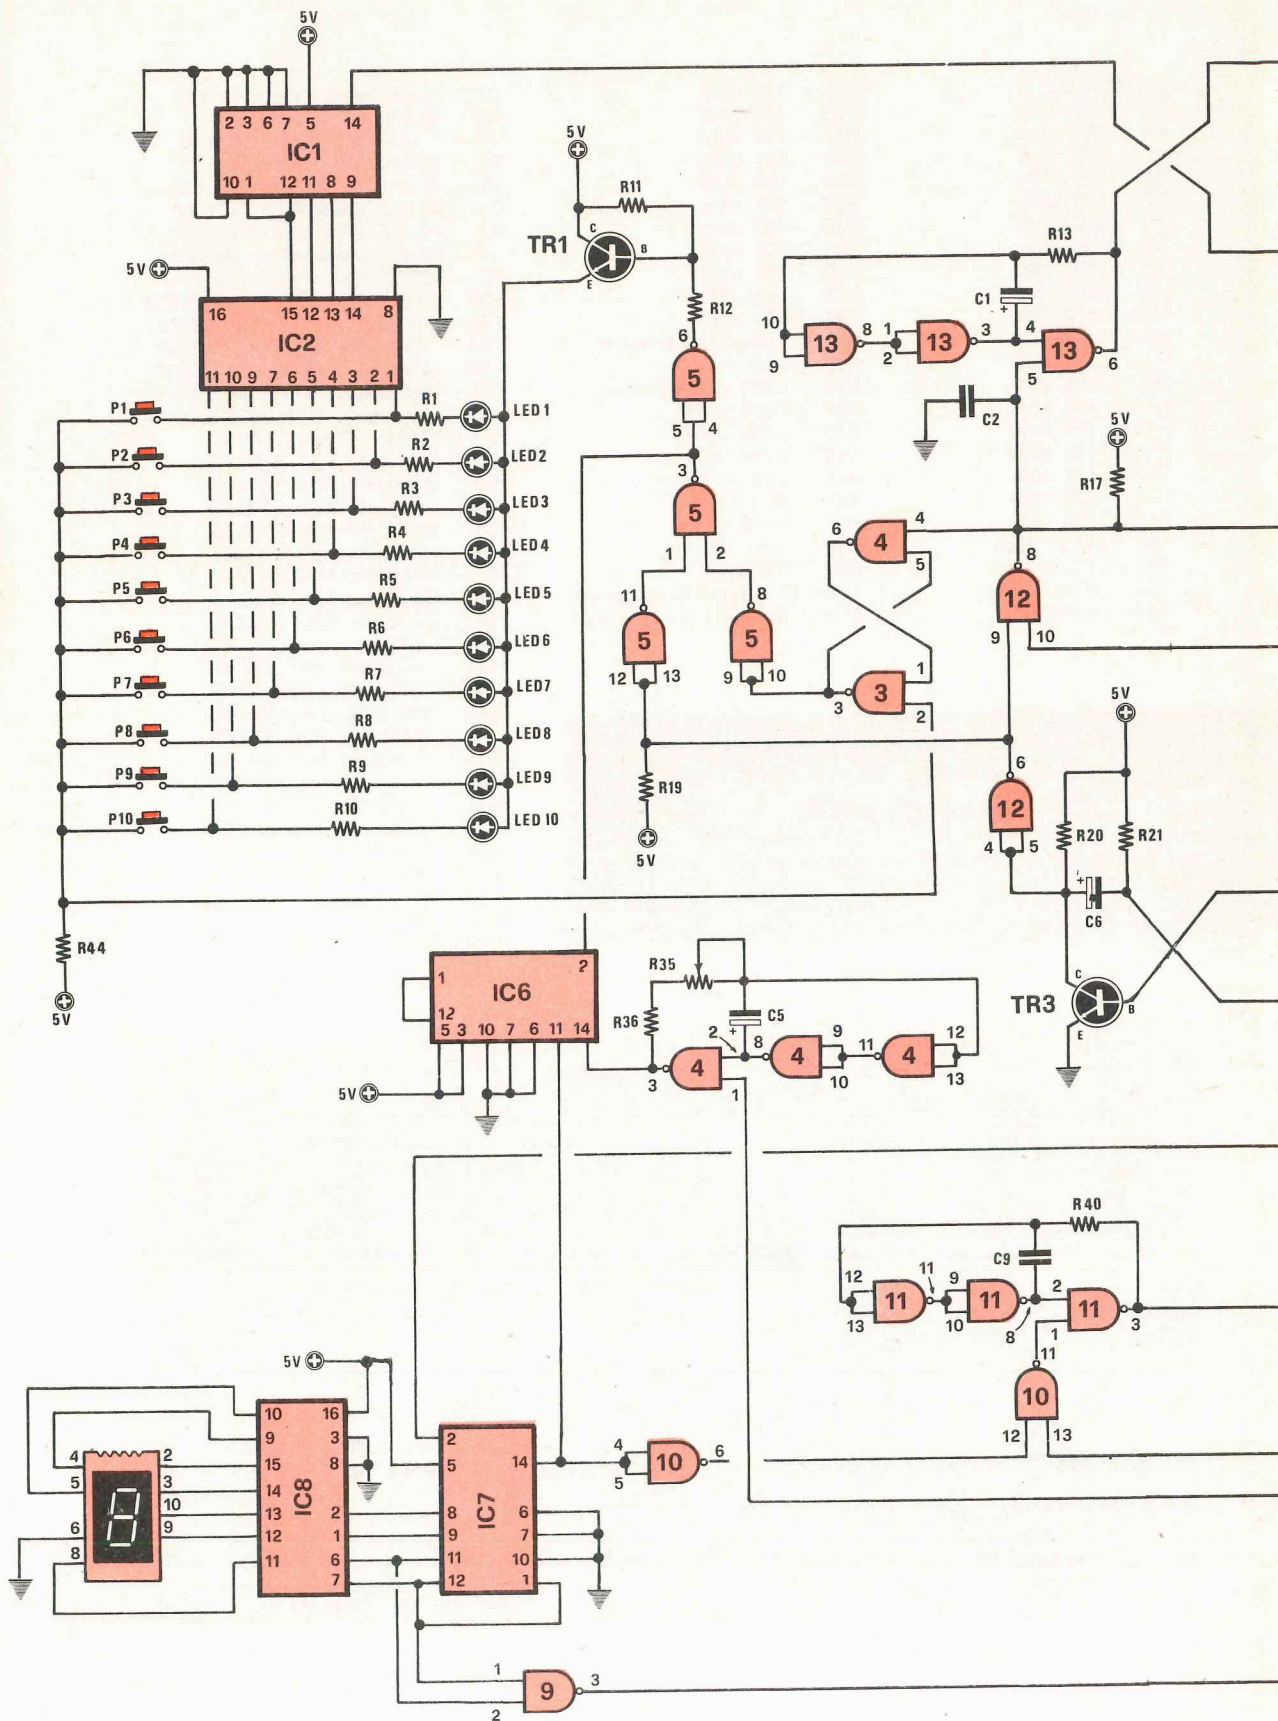 5V
2 3 6 7 5 14
IC1
10 1 12 11 8 9
5V
R11
C
TR1
B
E
R13
5V
16 15 12 13 14 8
IC2
11 10 9 7 6 5 4 3 2 1
R12
C1
+
10
9
13
8
1
2
13
3
4
5
13
6
6
5
5 4
C2
5V
R17
P1 R1 LED1
P2 R2 LED2
P3 R3 LED3
P4 R4 LED4
P5 R5 LED5
P6 R6 LED6
P7 R7 LED7
P8 R8 LED8
P9 R9 LED9
P10 R10 LED 10
3
5
1 2
6
4
4
5
8
12
9 10
11
5
12 13
8
5
9 10
3
3
1
2
5V
R19
5V
6
12
4 5
R20
R21
+
C6
R44
5V
C
TR3
B
E
1
2
IC6
12
5 3 10 7 6 11 14
5V
R35
R36
C5
+
2
3
4
1
8
4
9
10
11
4
12
13
R40
C9
12
13
11
11
9
10
11
8
2
1
11
3
11
10
12 13
5V
10
9
15
14
13
12
11
IC8
16
3
8
2
1
6
7
2
5
8
9
11
12
IC7
14
6
7
10
1
4
5
10
6
4
5
6
8
2
3
10
9
8
1
2
9
3